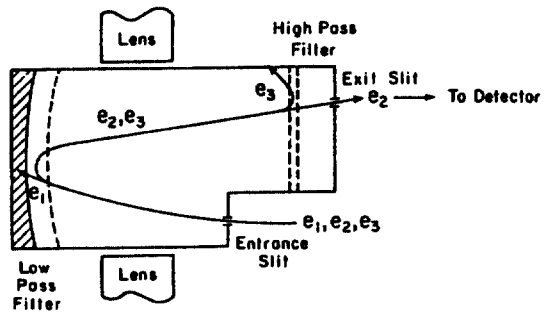 Lens
High Pass
Filter
Exit Slit
e₃
e₂
To Detector
e₂,e₃
e₁
e₁,e₂,e₃
Entrance
Slit
Low
Pass
Filter
Lens